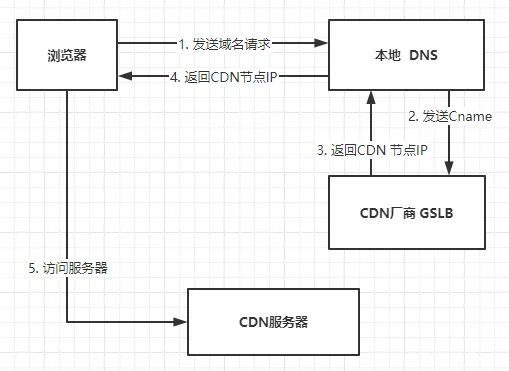 浏览器
1. 发送域名请求
本地 DNS
4. 返回CDN节点IP
2. 发送Cname
3. 返回CDN 节点IP
CDN厂商 GSLB
5. 访问服务器
CDN服务器